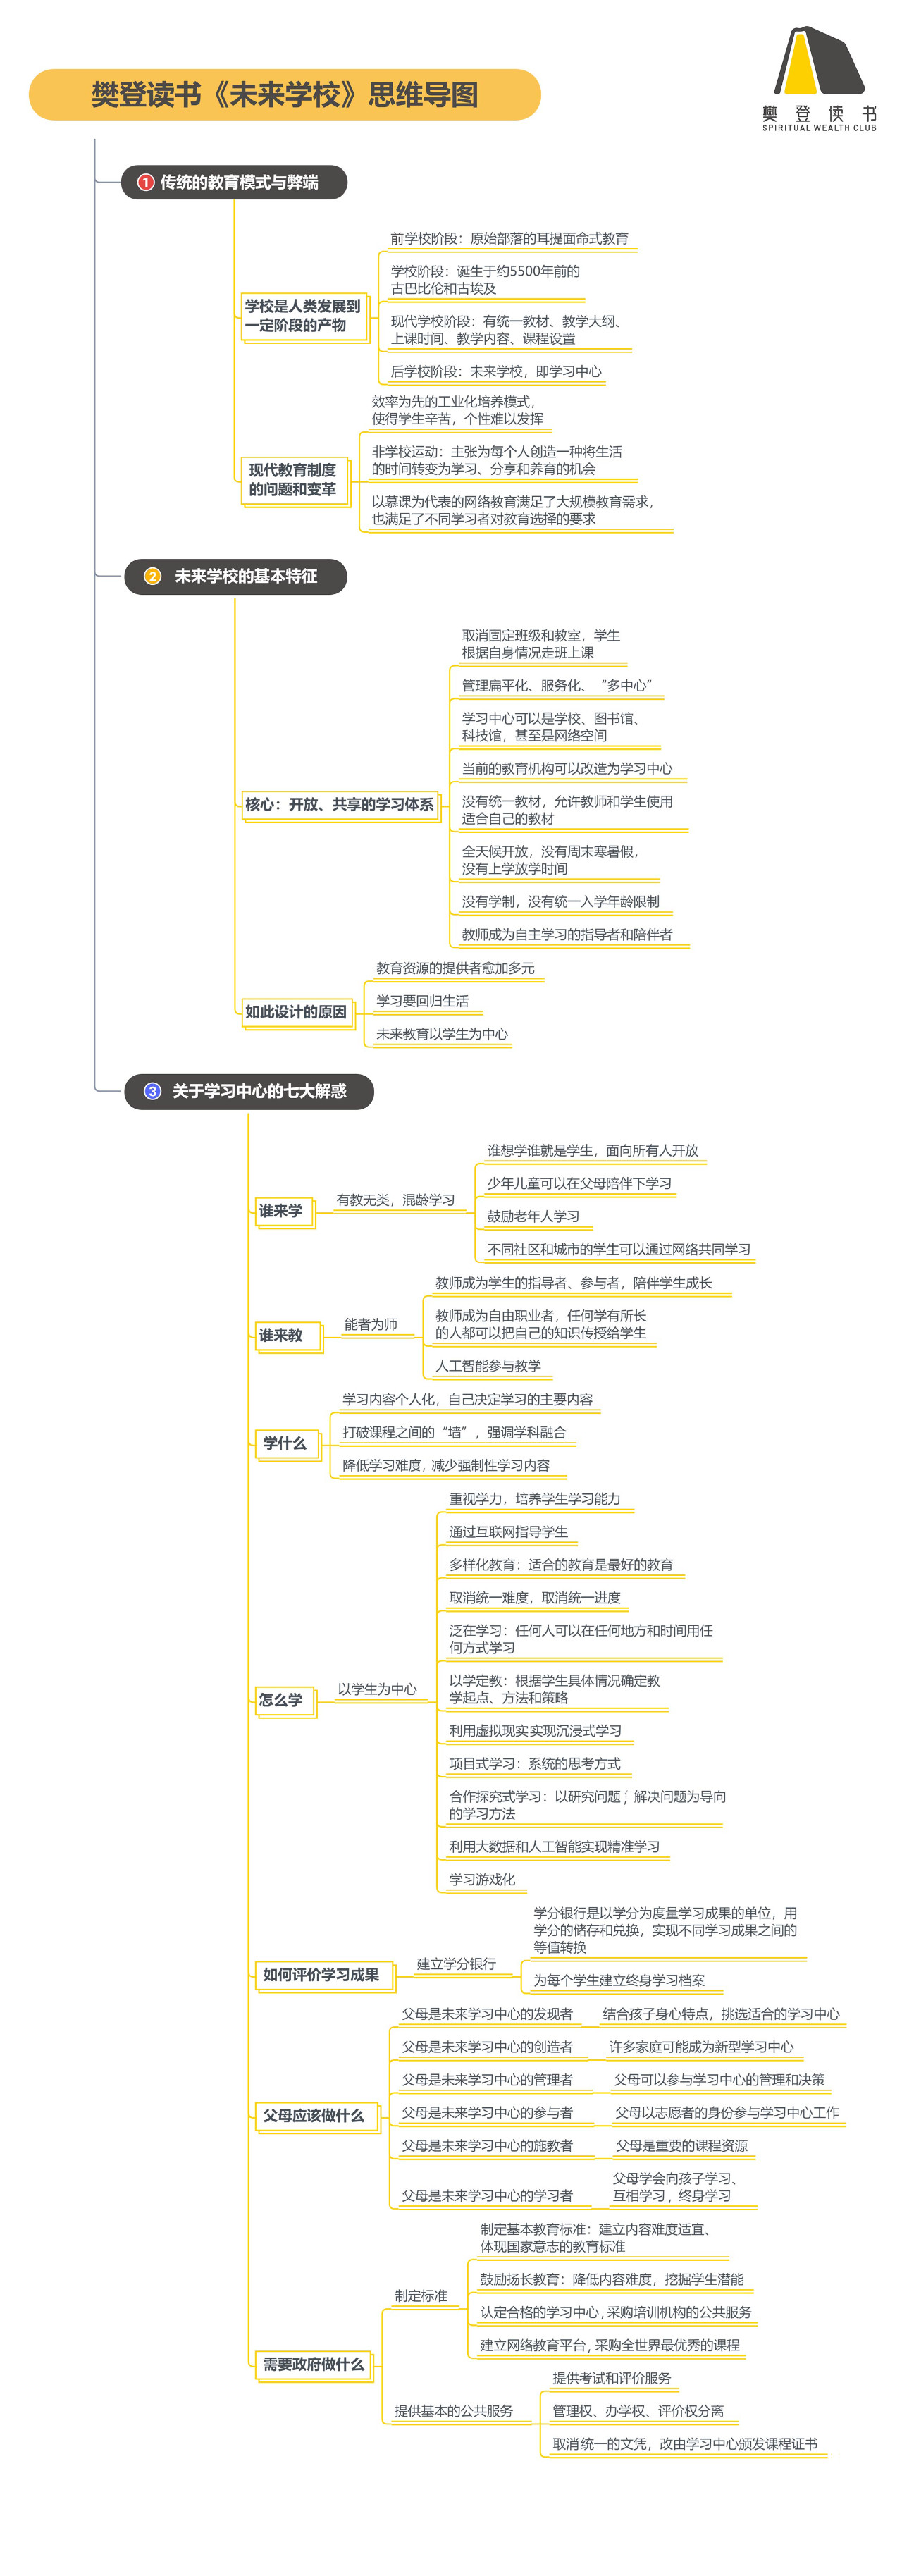 樊登读书《未来学校》思维导图
樊登读书
SPIRITUAL WEALTH CLUB
1 传统的教育模式与弊端
学校是人类发展到
一定阶段的产物
前学校阶段：原始部落的耳提面命式教育
学校阶段：诞生于约5500年前的
古巴比伦和古埃及
现代学校阶段：有统一教材、教学大纲、
上课时间、教学内容、课程设置
后学校阶段：未来学校，即学习中心
现代教育制度
的问题和变革
效率为先的工业化培养模式，
使得学生辛苦，个性难以发挥
非学校运动：主张为每个人创造一种将生活
的时间转变为学习、分享和养育的机会
以慕课为代表的网络教育满足了大规模教育需求，
也满足了不同学习者对教育选择的要求
2 未来学校的基本特征
核心：开放、共享的学习体系
取消固定班级和教室，学生
根据自身情况走班上课
管理扁平化、服务化、“多中心”
学习中心可以是学校、图书馆、
科技馆，甚至是网络空间
当前的教育机构可以改造为学习中心
没有统一教材，允许教师和学生使用
适合自己的教材
全天候开放，没有周末寒暑假，
没有上学放学时间
没有学制，没有统一入学年龄限制
教师成为自主学习的指导者和陪伴者
如此设计的原因
教育资源的提供者愈加多元
学习要回归生活
未来教育以学生为中心
3 关于学习中心的七大解惑
谁来学
有教无类，混龄学习
谁想学谁就是学生，面向所有人开放
少年儿童可以在父母陪伴下学习
鼓励老年人学习
不同社区和城市的学生可以通过网络共同学习
谁来教
能者为师
教师成为学生的指导者、参与者，陪伴学生成长
教师成为自由职业者，任何学有所长
的人都可以把自己的知识传授给学生
人工智能参与教学
学什么
学习内容个人化，自己决定学习的主要内容
打破课程之间的“墙”，强调学科融合
降低学习难度，减少强制性学习内容
怎么学
以学生为中心
重视学力，培养学生学习能力
通过互联网指导学生
多样化教育：适合的教育是最好的教育
取消统一难度，取消统一进度
泛在学习：任何人可以在任何地方和时间用任
何方式学习
以学定教：根据学生具体情况确定教
学起点、方法和策略
利用虚拟现实实现沉浸式学习
项目式学习：系统的思考方式
合作探究式学习：以研究问题，解决问题为导向
的学习方法
利用大数据和人工智能实现精准学习
学习游戏化
如何评价学习成果
建立学分银行
学分银行是以学分为度量学习成果的单位，用
学分的储存和兑换，实现不同学习成果之间的
等值转换
为每个学生建立终身学习档案
父母应该做什么
父母是未来学习中心的发现者
结合孩子身心特点，挑选适合的学习中心
父母是未来学习中心的创造者
许多家庭可能成为新型学习中心
父母是未来学习中心的管理者
父母可以参与学习中心的管理和决策
父母是未来学习中心的参与者
父母以志愿者的身份参与学习中心工作
父母是未来学习中心的施教者
父母是重要的课程资源
父母是未来学习中心的学习者
父母学会向孩子学习、
互相学习，终身学习
需要政府做什么
制定标准
制定基本教育标准：建立内容难度适宜、
体现国家意志的教育标准
鼓励扬长教育：降低内容难度，挖掘学生潜能
认定合格的学习中心，采购培训机构的公共服务
建立网络教育平台，采购全世界最优秀的课程
提供基本的公共服务
提供考试和评价服务
管理权、办学权、评价权分离
取消统一的文凭，改由学习中心颁发课程证书